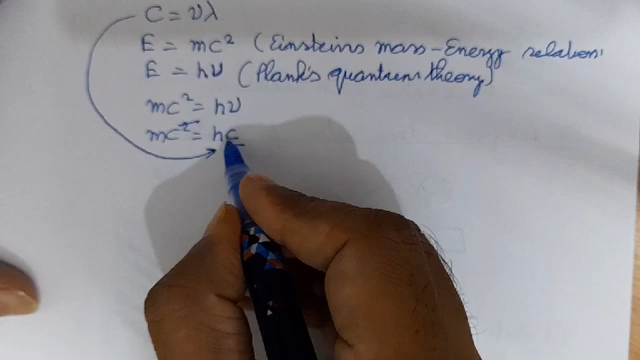 C = νλ
E = mc² (Einsteins mass-Energy relation
E = hν (Plank's quantum theory)
mc² = hν
mc² = hc